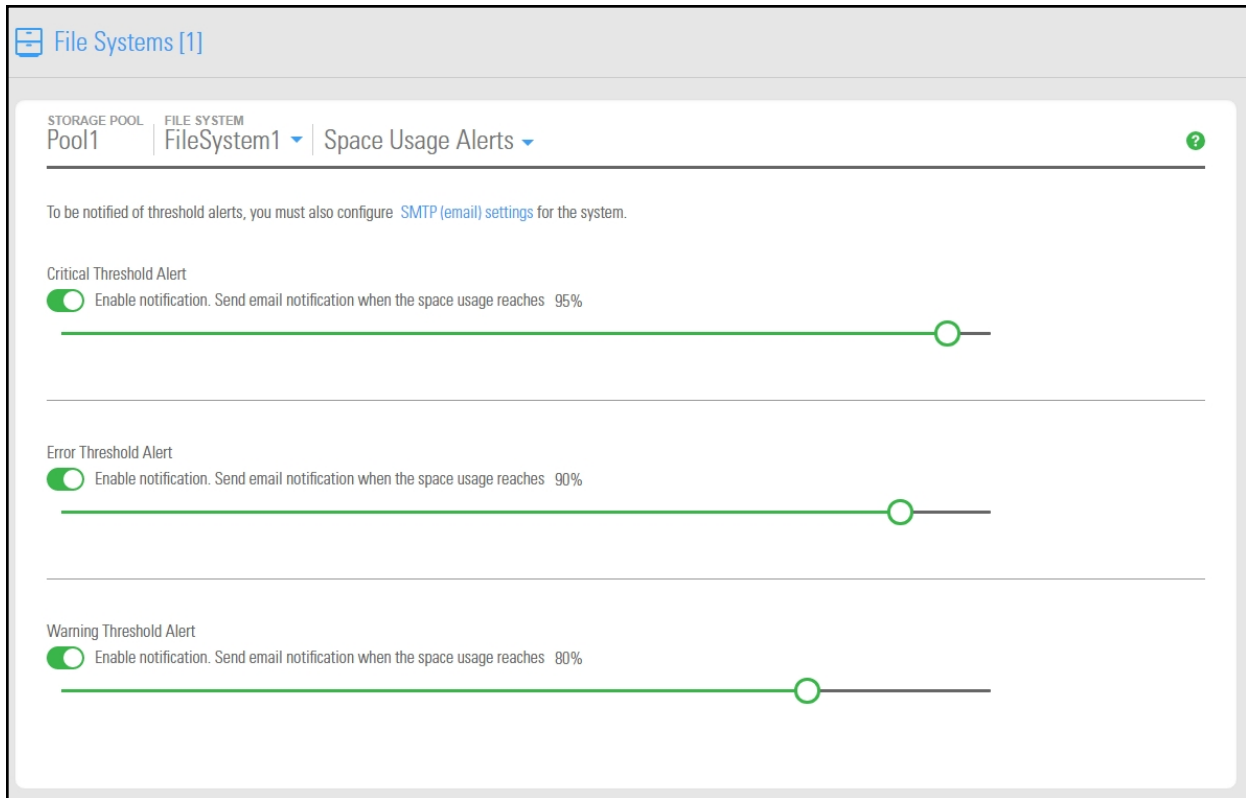 File Systems [1]
STORAGE POOL FILE SYSTEM
Pool1 FileSystem1 Space Usage Alerts ?
To be notified of threshold alerts, you must also configure SMTP (email) settings for the system.
Critical Threshold Alert
Enable notification. Send email notification when the space usage reaches 95%
Error Threshold Alert
Enable notification. Send email notification when the space usage reaches 90%
Warning Threshold Alert
Enable notification. Send email notification when the space usage reaches 80%